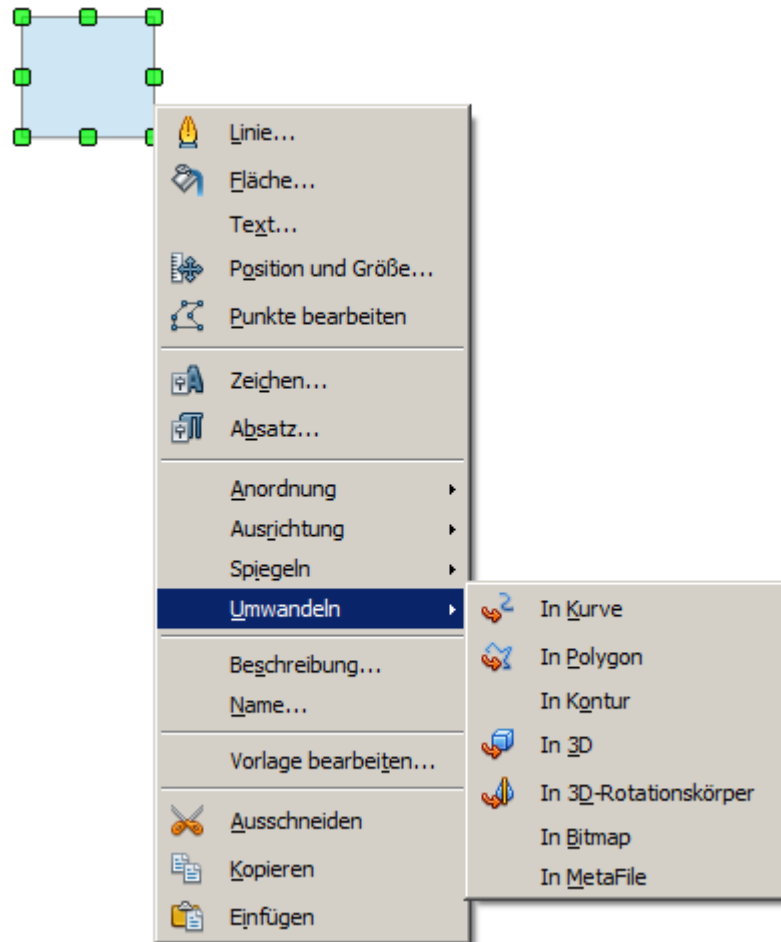 Linie...
Fläche...
Text...
Position und Größe...
Punkte bearbeiten
Zeichen...
Absatz...
Anordnung
Ausrichtung
Spiegeln
Umwandeln
In Kurve
In Polygon
In Kontur
In 3D
In 3D-Rotationskörper
In Bitmap
In MetaFile
Beschreibung...
Name...
Vorlage bearbeiten...
Ausschneiden
Kopieren
Einfügen